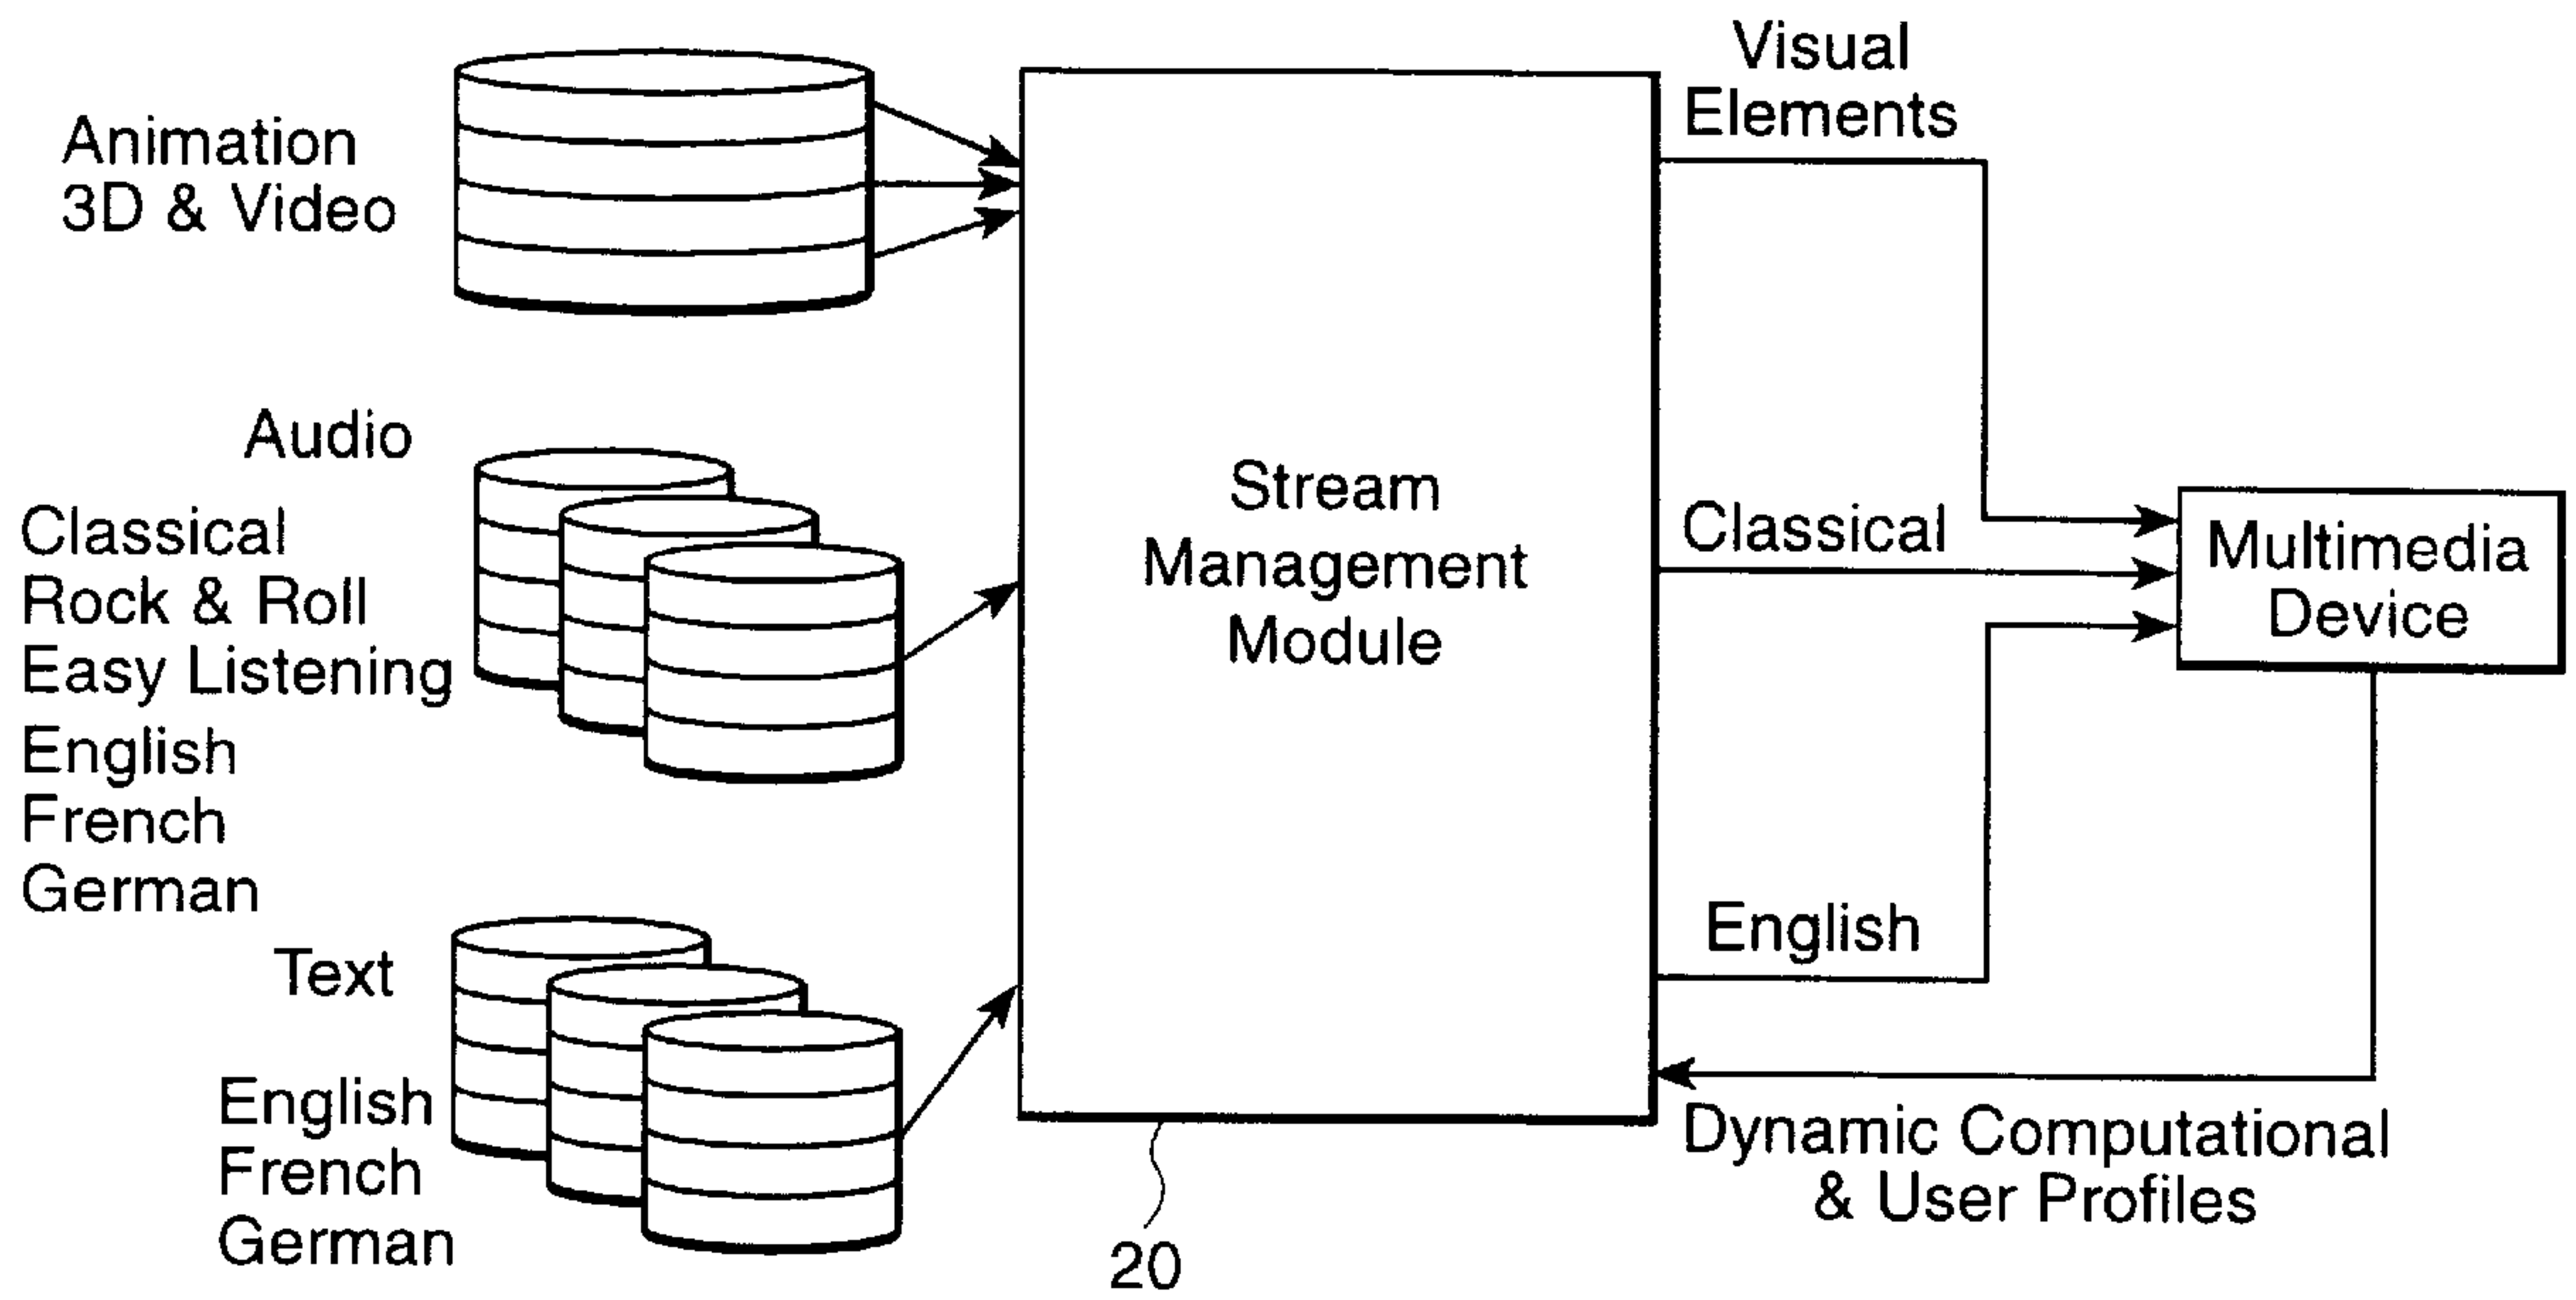 Animation
3D & Video
Audio
Classical
Rock & Roll
Easy Listening
English
French
German
Text
English
French
German
Stream
Management
Module
20
Visual
Elements
Classical
English
Multimedia
Device
Dynamic Computational
& User Profiles